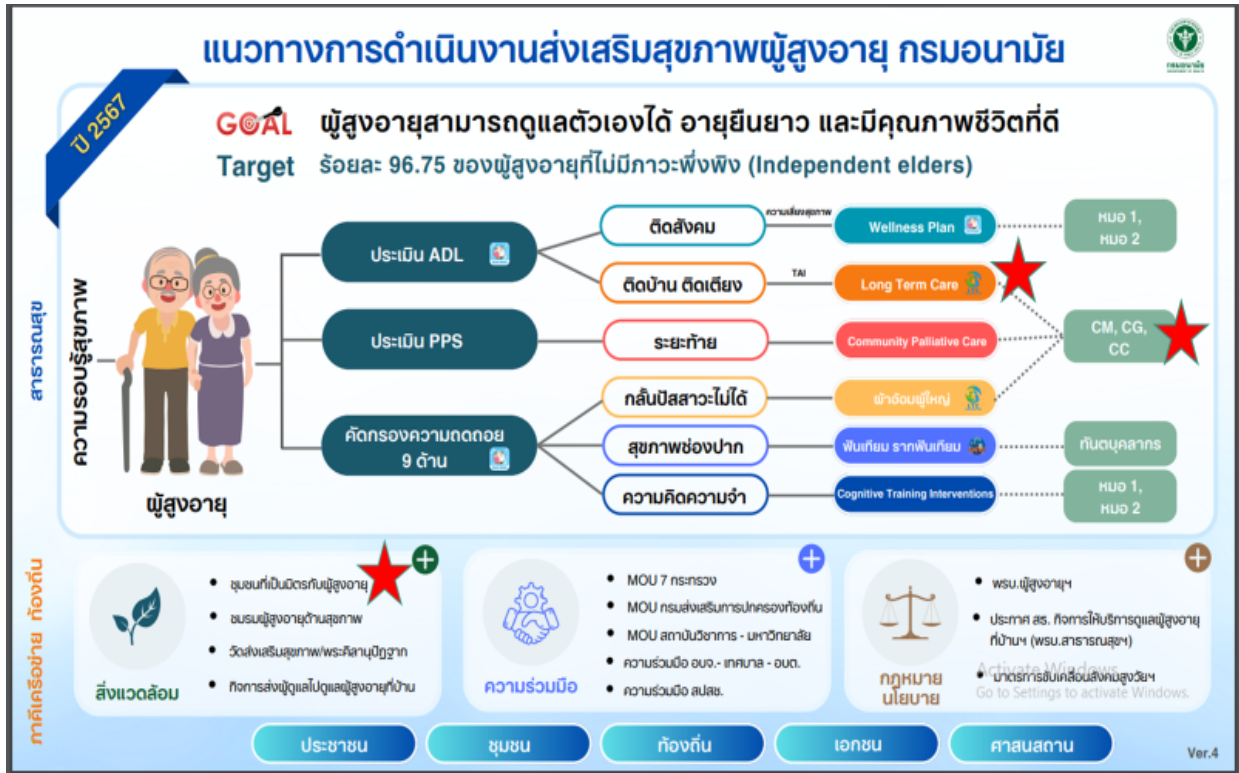 แนวทางการดำเนินงานส่งเสริมสุขภาพผู้สูงอายุ กรมอนามัย
กรมอนามัย
ปี 2567
GOAL ผู้สูงอายุสามารถดูแลตัวเองได้ อายุยืนยาว และมีคุณภาพชีวิตที่ดี
Target ร้อยละ 96.75 ของผู้สูงอายุที่ไม่มีภาวะพึ่งพิง (Independent elders)
สาธารณสุข
ความรอบรู้สุขภาพ
ผู้สูงอายุ
ประเมิน ADL
ติดสังคม
ความเสี่ยงสุขภาพ
Wellness Plan
หมอ 1,
หมอ 2
ติดบ้าน ติดเตียง
TAI
Long Term Care
ประเมิน PPS
ระยะท้าย
Community Palliative Care
CM, CG,
CC
คัดกรองความถดถอย
9 ด้าน
กลั้นปัสสาวะไม่ได้
ผ้าอ้อมผู้ใหญ่
สุขภาพช่องปาก
ฟันเทียม รากฟันเทียม
ทันตบุคลากร
ความคิดความจำ
Cognitive Training Interventions
หมอ 1,
หมอ 2
ภาคีเครือข่าย ท้องถิ่น
สิ่งแวดล้อม
ชุมชนที่เป็นมิตรกับผู้สูงอายุ
ชมรมผู้สูงอายุด้านสุขภาพ
วัดส่งเสริมสุขภาพ/พระคิลานุปัฏฐาก
กิจการส่งผู้ดูแลไปดูแลผู้สูงอายุที่บ้าน
ความร่วมมือ
MOU 7 กระทรวง
MOU กรมส่งเสริมการปกครองท้องถิ่น
MOU สถาบันวิชาการ - มหาวิทยาลัย
ความร่วมมือ อบจ.- เทศบาล - อบต.
ความร่วมมือ สปสช.
กฎหมาย
นโยบาย
พรบ.ผู้สูงอายุฯ
ประกาศ สธ. กิจการให้บริการดูแลผู้สูงอายุ
ที่บ้านฯ (พรบ.สาธารณสุขฯ)
มาตรการขับเคลื่อนสังคมสูงวัยฯ
Activate Windows
Go to Settings to activate Windows.
ประชาชน
ชุมชน
ท้องถิ่น
เอกชน
ศาสนสถาน
Ver.4